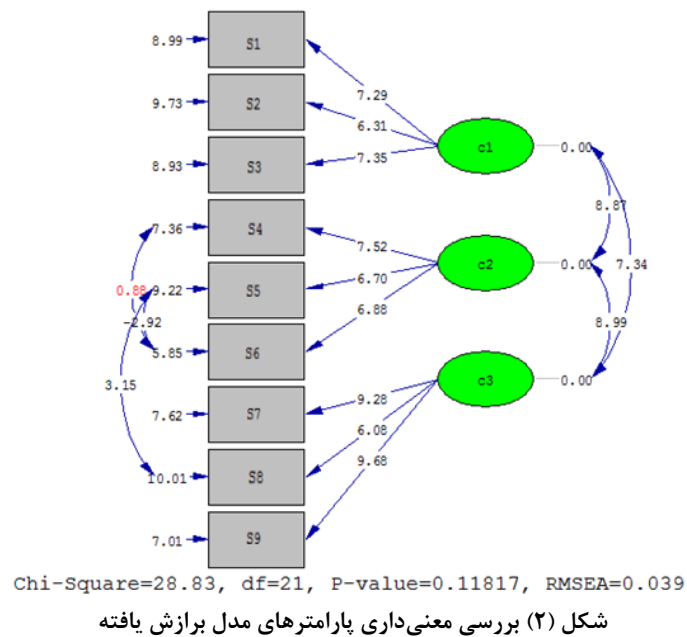 8.99 S1
7.29
9.73 S2
6.31
c1 0.00
8.93 S3
7.35
8.87
7.36 S4
7.52
c2 0.00
7.34
0.88 9.22 S5
6.70
-2.92
6.88
8.99
5.85 S6
3.15
c3 0.00
7.62 S7
9.28
6.08
10.01 S8
9.68
7.01 S9
Chi-Square=28.83, df=21, P-value=0.11817, RMSEA=0.039
شکل (۲) بررسی معنی‌داری پارامترهای مدل برازش یافته